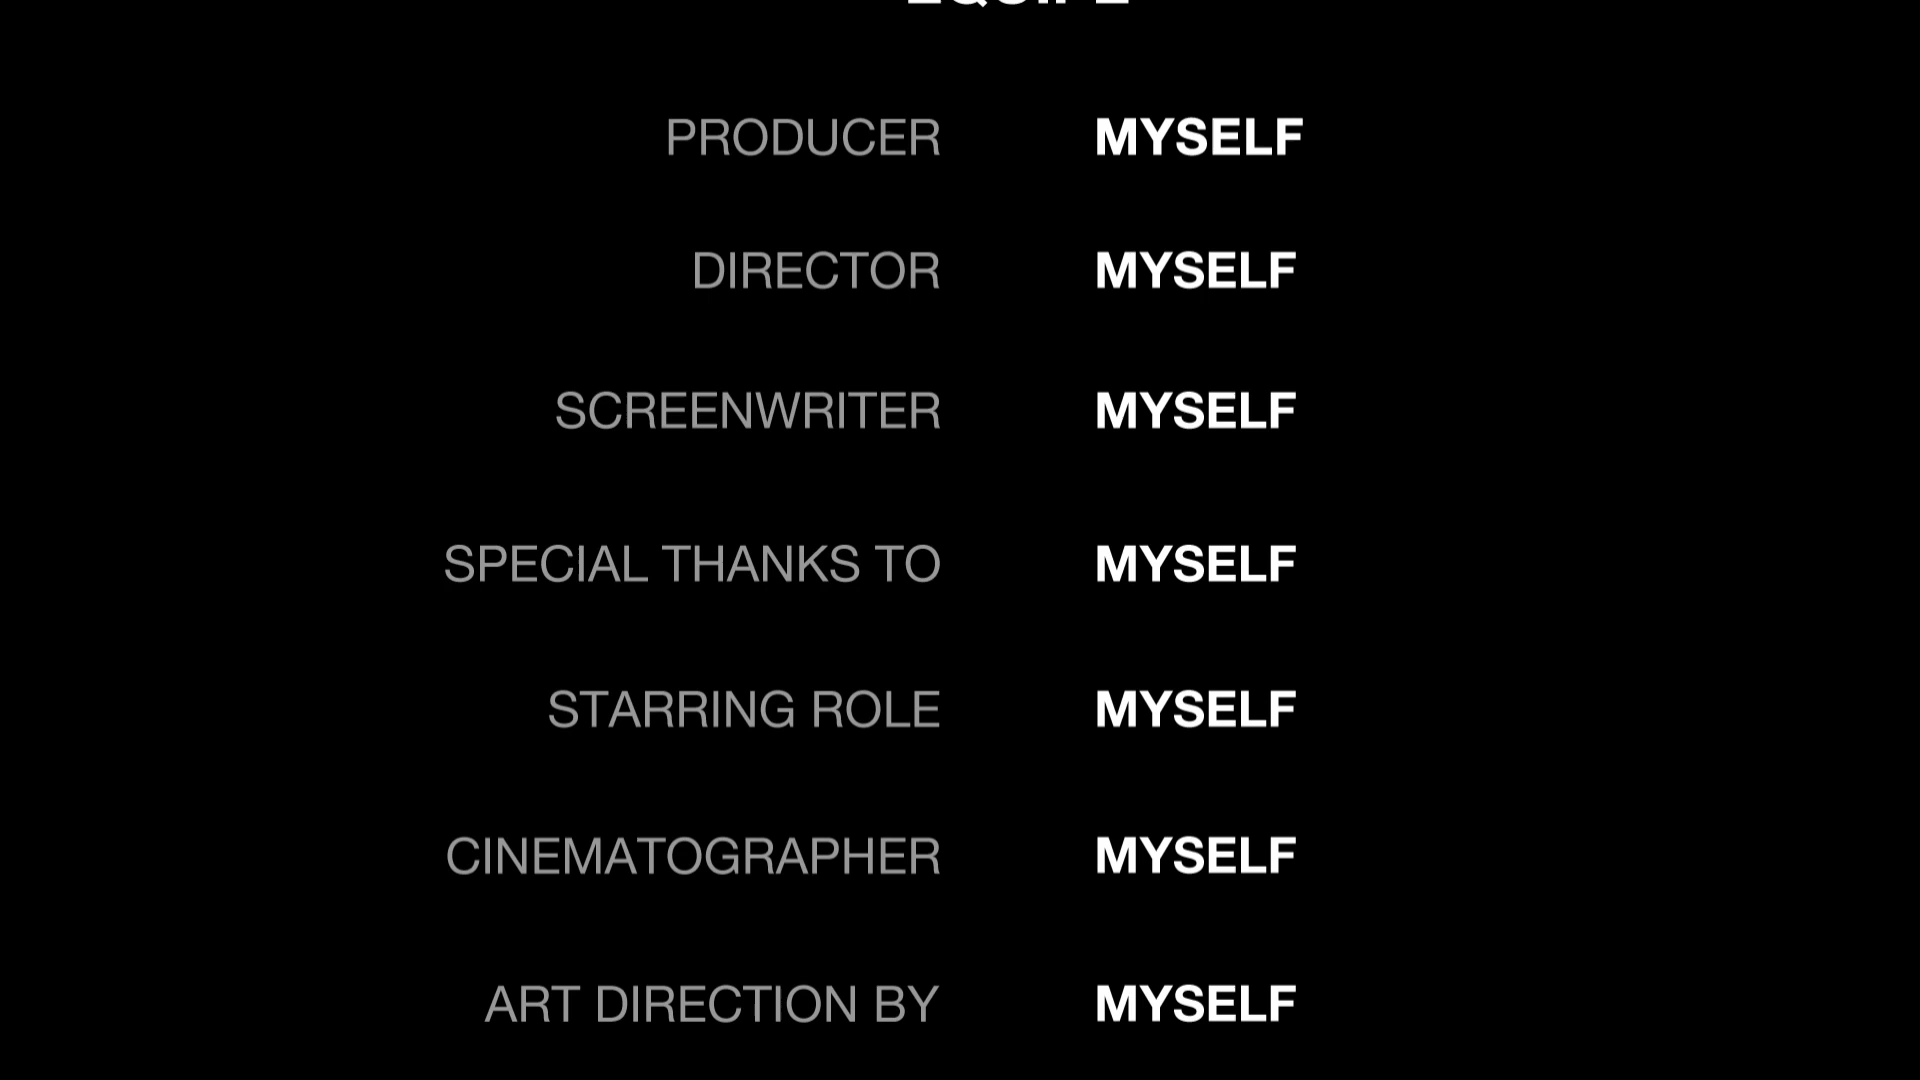 PRODUCER MYSELF
DIRECTOR MYSELF
SCREENWRITER MYSELF
SPECIAL THANKS TO MYSELF
STARRING ROLE MYSELF
CINEMATOGRAPHER MYSELF
ART DIRECTION BY MYSELF